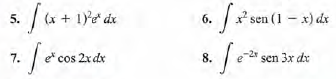 5. ∫ (x + 1)²eˣ dx
6. ∫ x² sen (1 − x) dx
7. ∫ eˣ cos 2x dx
8. ∫ e⁻²ˣ sen 3x dx